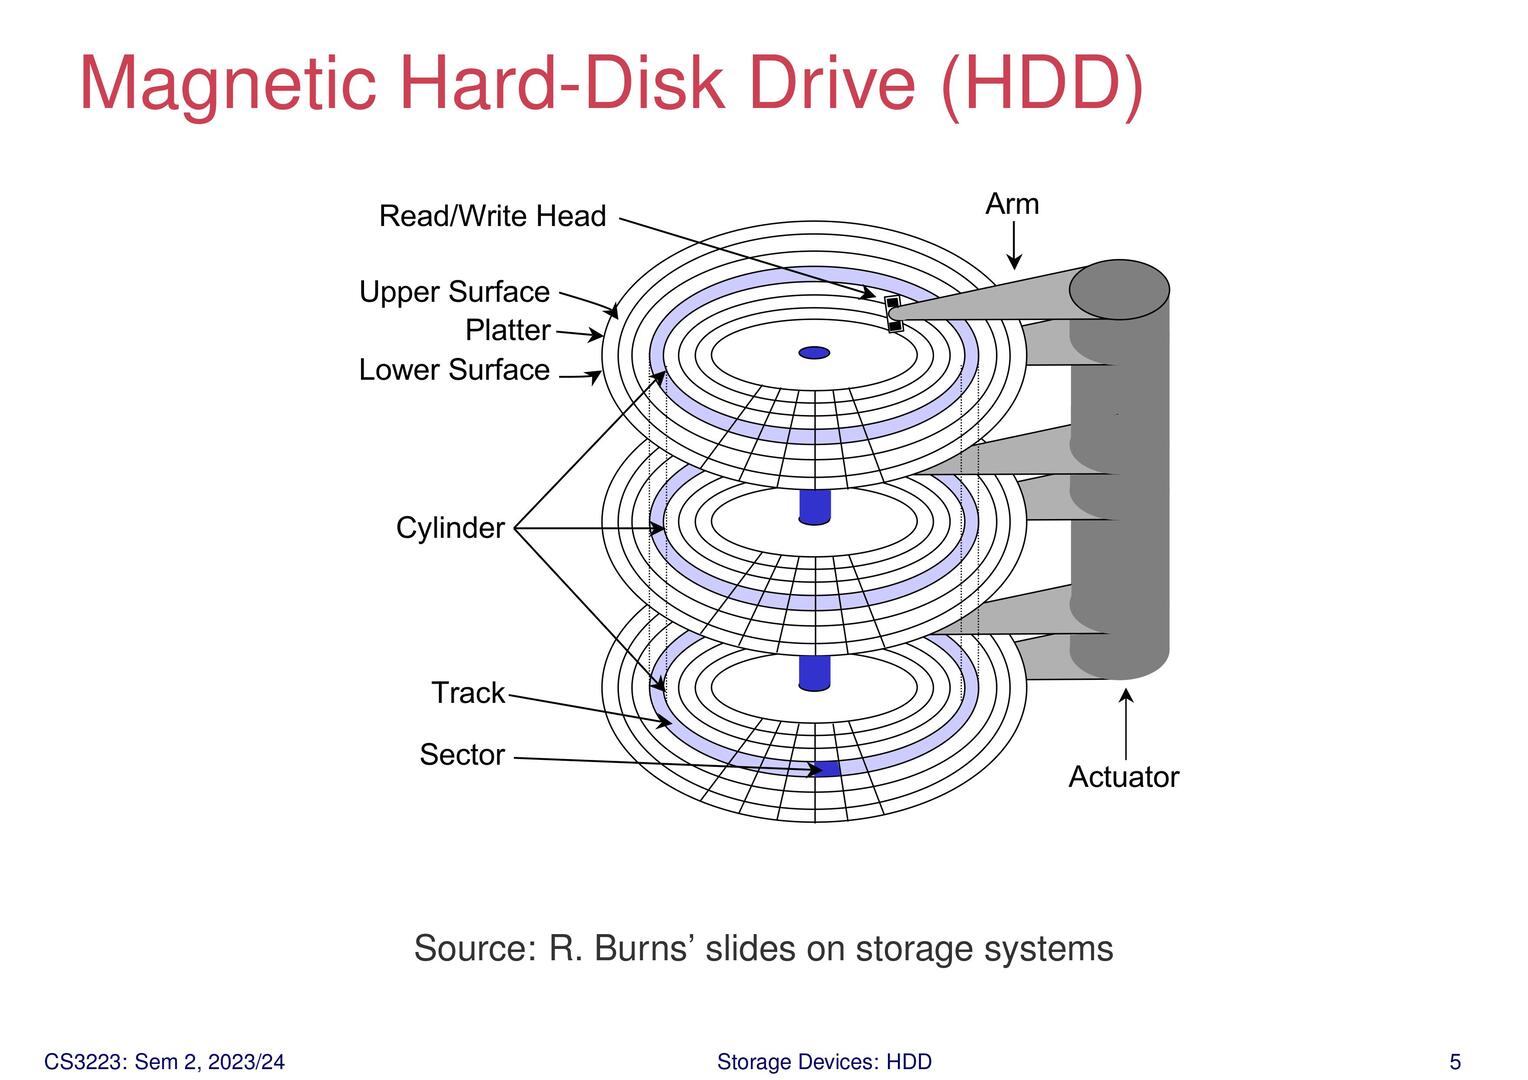 Magnetic Hard-Disk Drive (HDD)
Read/Write Head
Arm
Upper Surface
Platter
Lower Surface
Cylinder
Track
Sector
Actuator
Source: R. Burns’ slides on storage systems
CS3223: Sem 2, 2023/24
Storage Devices: HDD
5